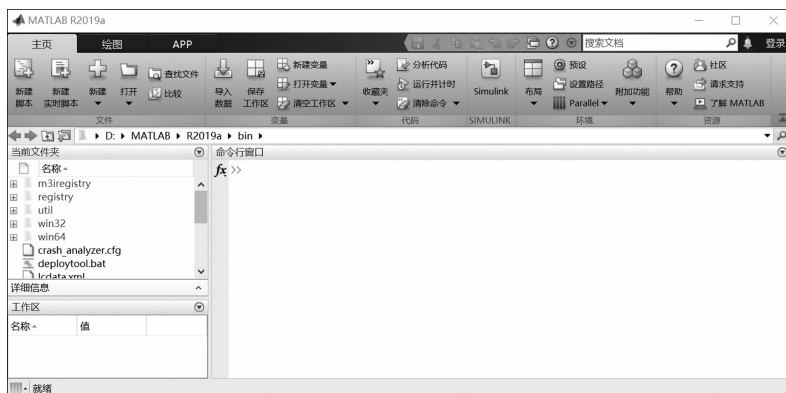 MATLAB R2019a
主页 绘图 APP 搜索文档 登录
新建脚本 新建实时脚本 新建 打开 查找文件 比较 导入数据 保存工作区 新建变量 打开变量 清空工作区 收藏夹 分析代码 运行并计时 清除命令 Simulink 布局 预设 设置路径 Parallel 附加功能 帮助 社区 请求支持 了解 MATLAB
文件 变量 代码 SIMULINK 环境 资源
D: MATLAB R2019a bin
当前文件夹 命令行窗口
名称 fx >>
m3iregistry
registry
util
win32
win64
crash_analyzer.cfg
deploytool.bat
lcdata.xml
详细信息
工作区
名称 值
就绪